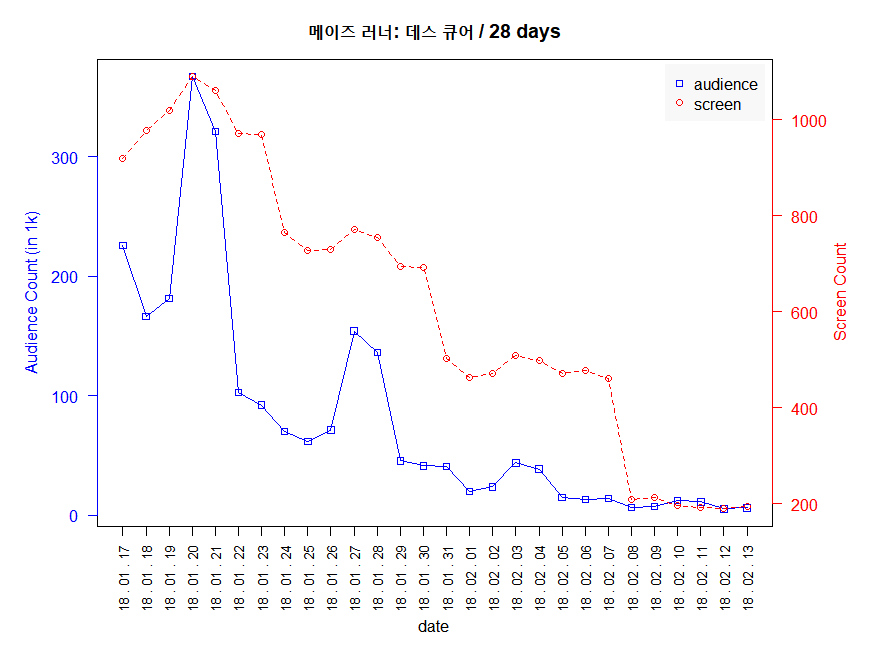 메이즈 러너: 데스 큐어 / 28 days
audience
screen
Audience Count (in 1k)
300
200
100
0
1000
800
600
400
200
Screen Count
18 . 01 . 17
18 . 01 . 18
18 . 01 . 19
18 . 01 . 20
18 . 01 . 21
18 . 01 . 22
18 . 01 . 23
18 . 01 . 24
18 . 01 . 25
18 . 01 . 26
18 . 01 . 27
18 . 01 . 28
18 . 01 . 29
18 . 01 . 30
18 . 01 . 31
18 . 02 . 01
18 . 02 . 02
18 . 02 . 03
18 . 02 . 04
18 . 02 . 05
18 . 02 . 06
18 . 02 . 07
18 . 02 . 08
18 . 02 . 09
18 . 02 . 10
18 . 02 . 11
18 . 02 . 12
18 . 02 . 13
date